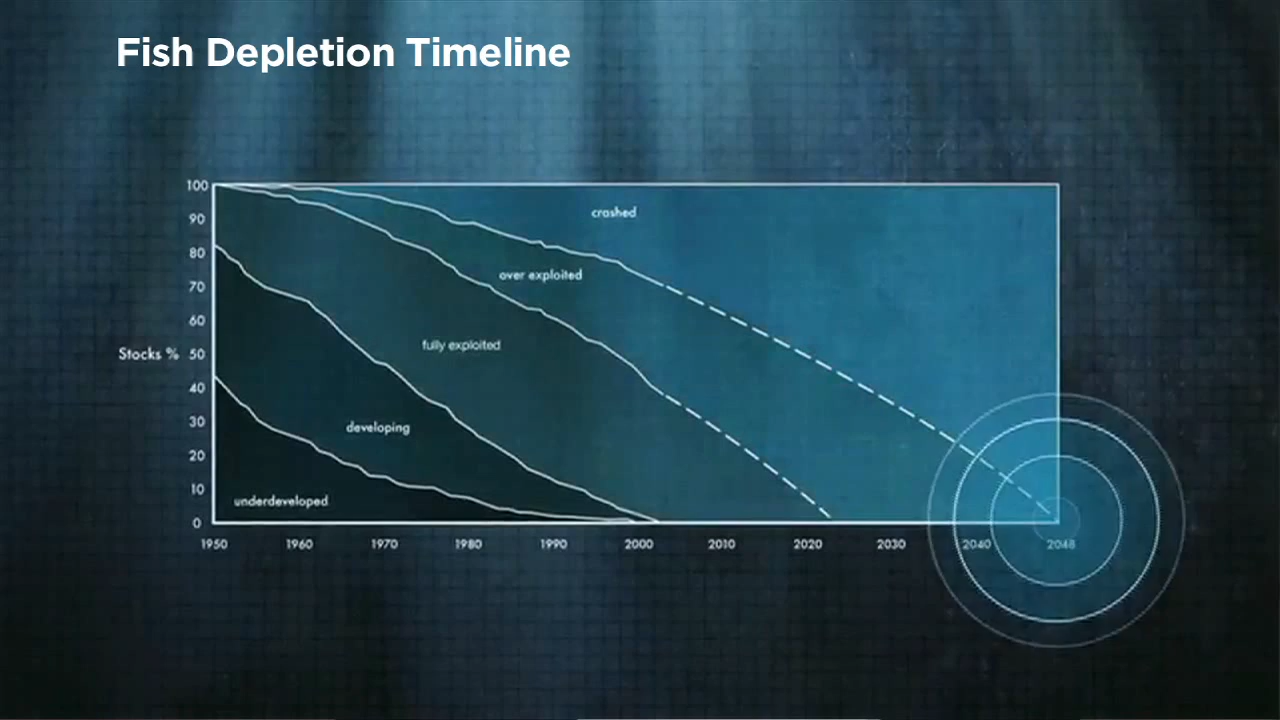 Fish Depletion Timeline
100
90
80
70
60
Stocks % 50
40
30
20
10
0
crashed
over exploited
fully exploited
developing
underdeveloped
1950 1960 1970 1980 1990 2000 2010 2020 2030 2040 2048